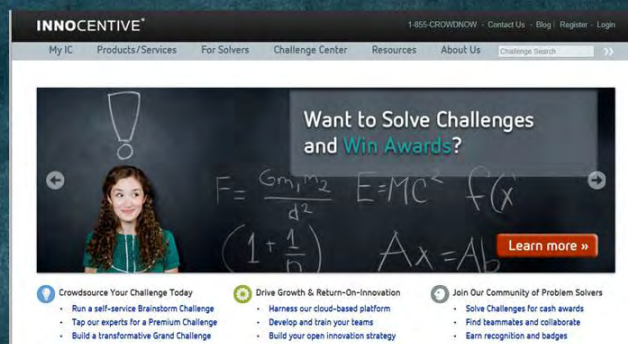 INNOCENTIVE®
1-855-CROWDNOW - Contact Us - Blog | Register - Login
My IC Products/Services For Solvers Challenge Center Resources About Us Challenge Search »
Want to Solve Challenges
and Win Awards?
F= Gm₁m₂ / d² E=MC² f(x
(1 + 1/n) Ax=Ab
Learn more »
Crowdsource Your Challenge Today
• Run a self-service Brainstorm Challenge
• Tap our experts for a Premium Challenge
• Build a transformative Grand Challenge
Drive Growth & Return-On-Innovation
• Harness our cloud-based platform
• Develop and train your teams
• Build your open innovation strategy
Join Our Community of Problem Solvers
• Solve Challenges for cash awards
• Find teammates and collaborate
• Earn recognition and badges